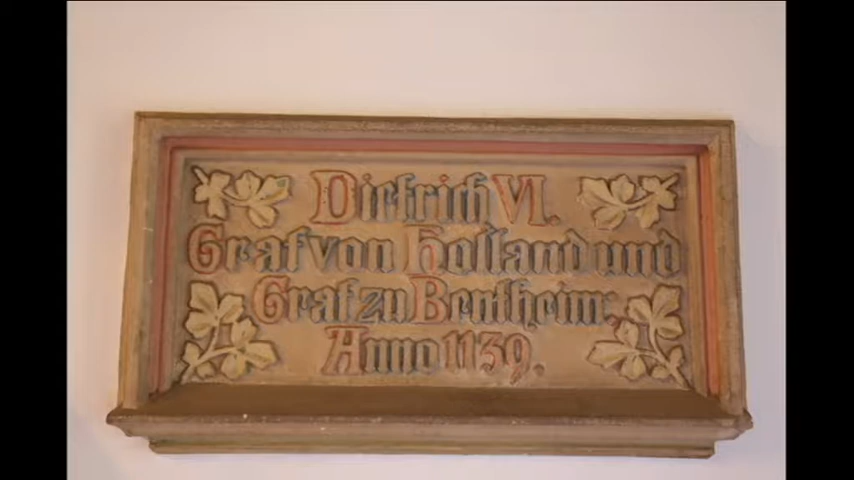 Dietrich VI.
Graf von Holland und
Graf zu Bentheim
Anno 1139.